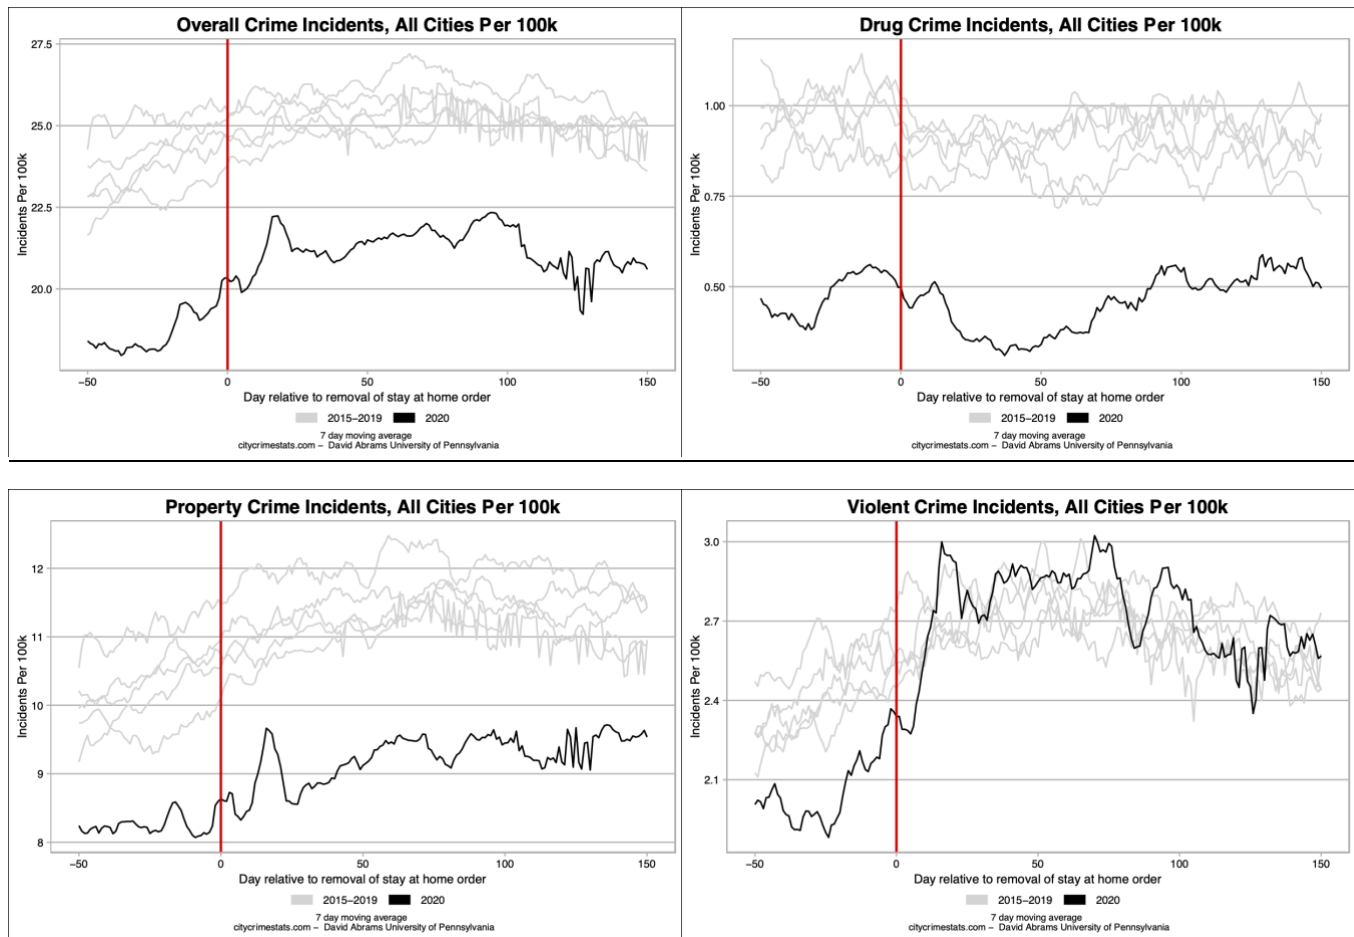 Overall Crime Incidents, All Cities Per 100k
Incidents Per 100k
27.5
25.0
22.5
20.0
−50
0
50
100
150
Day relative to removal of stay at home order
2015−2019
2020
7 day moving average
citycrimestats.com − David Abrams University of Pennsylvania
Drug Crime Incidents, All Cities Per 100k
Incidents Per 100k
1.00
0.75
0.50
−50
0
50
100
150
Day relative to removal of stay at home order
2015−2019
2020
7 day moving average
citycrimestats.com − David Abrams University of Pennsylvania
Property Crime Incidents, All Cities Per 100k
Incidents Per 100k
12
11
10
9
8
−50
0
50
100
150
Day relative to removal of stay at home order
2015−2019
2020
7 day moving average
citycrimestats.com − David Abrams University of Pennsylvania
Violent Crime Incidents, All Cities Per 100k
Incidents Per 100k
3.0
2.7
2.4
2.1
−50
0
50
100
150
Day relative to removal of stay at home order
2015−2019
2020
7 day moving average
citycrimestats.com − David Abrams University of Pennsylvania